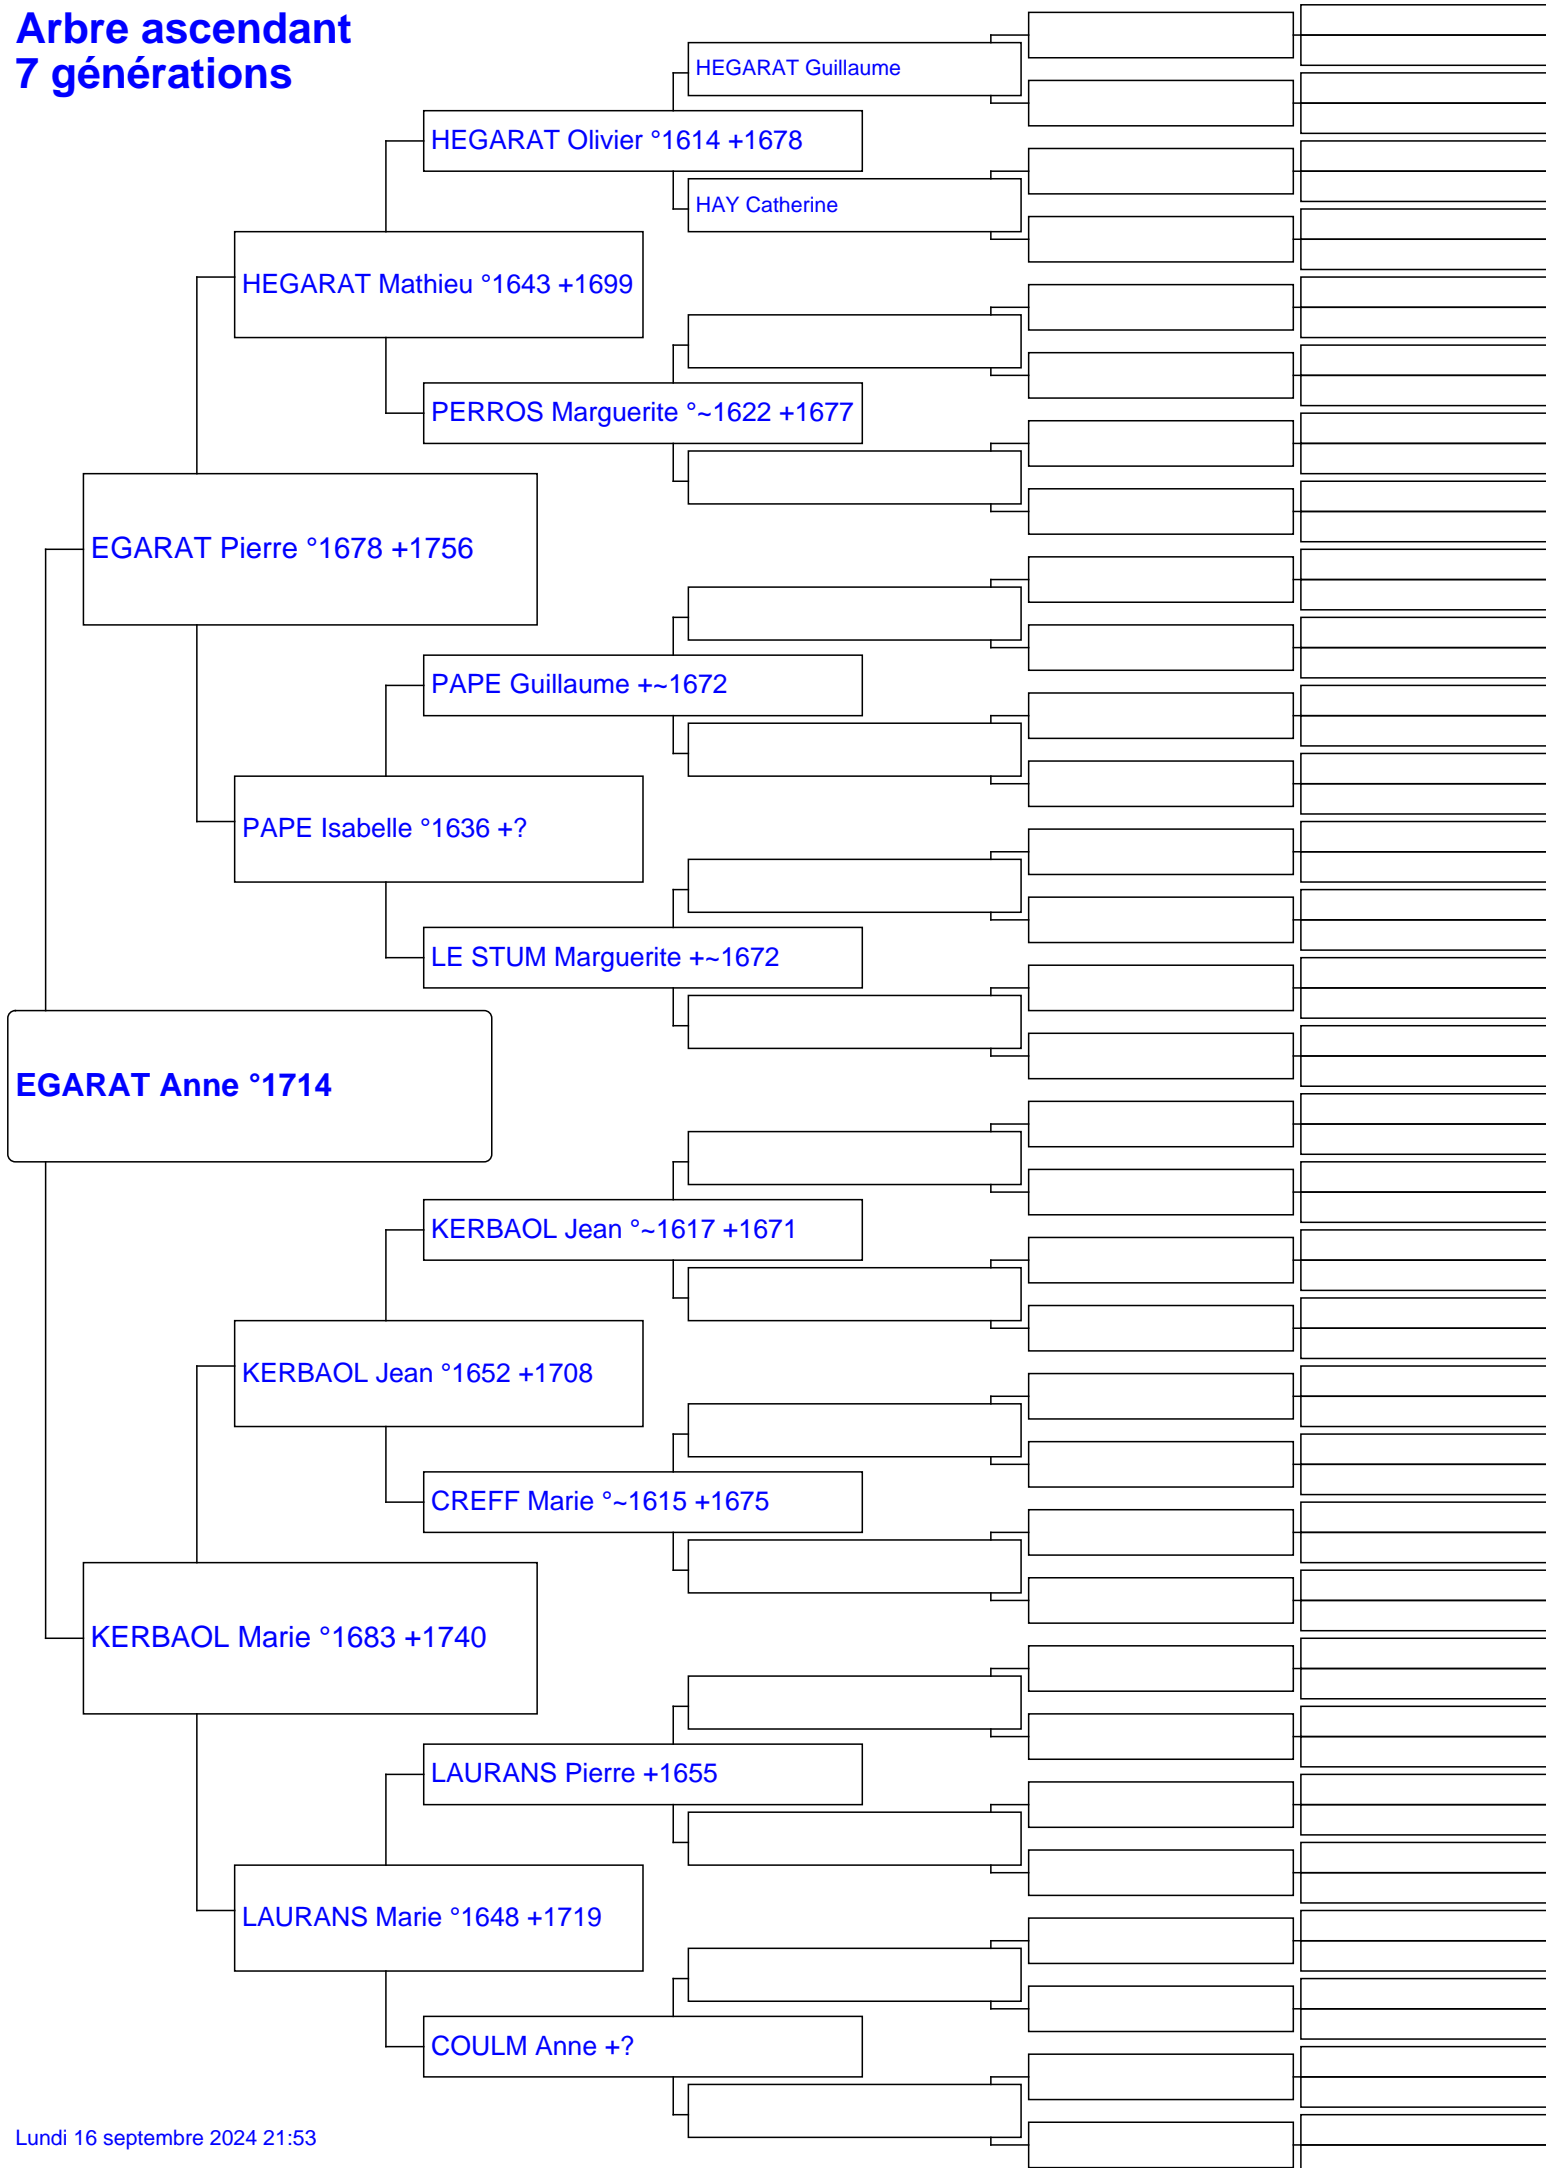 Arbre ascendant
7 générations
HEGARAT Guillaume
HEGARAT Olivier °1614 +1678
HAY Catherine
HEGARAT Mathieu °1643 +1699
PERROS Marguerite °~1622 +1677
EGARAT Pierre °1678 +1756
PAPE Guillaume +~1672
PAPE Isabelle °1636 +?
LE STUM Marguerite +~1672
EGARAT Anne °1714
KERBAOL Jean °~1617 +1671
KERBAOL Jean °1652 +1708
CREFF Marie °~1615 +1675
KERBAOL Marie °1683 +1740
LAURANS Pierre +1655
LAURANS Marie °1648 +1719
COULM Anne +?
Lundi 16 septembre 2024 21:53